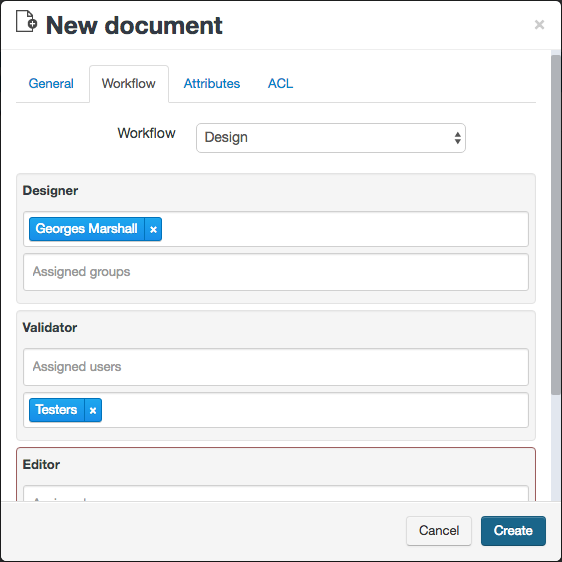 New document ×
General Workflow Attributes ACL
Workflow Design
Designer
Georges Marshall ×
Assigned groups
Validator
Assigned users
Testers ×
Editor
Cancel Create